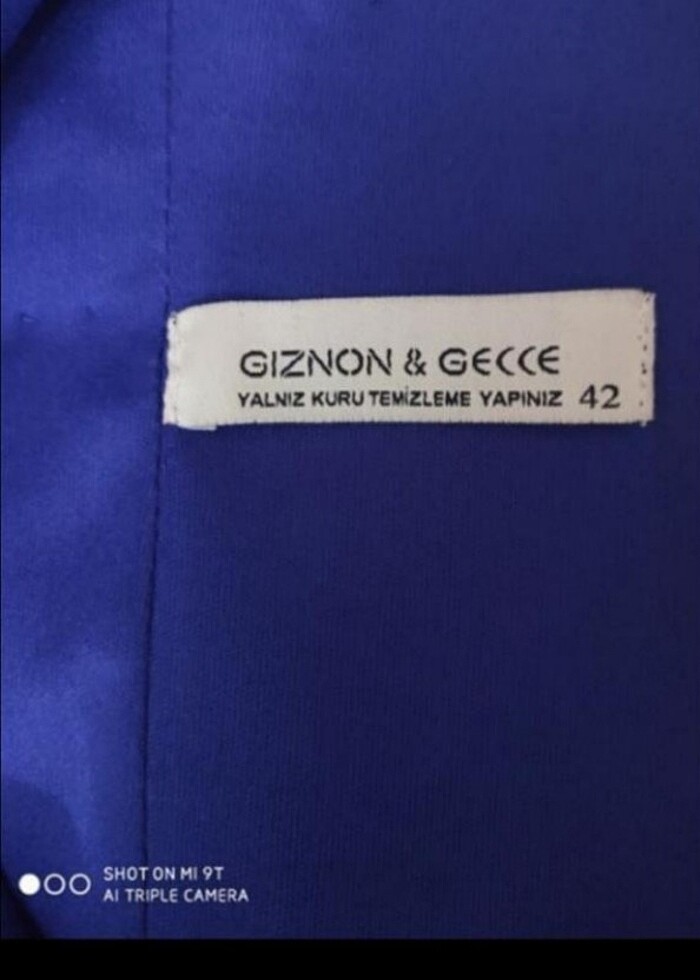 GIZNON & GECCE
YALNIZ KURU TEMİZLEME YAPINIZ 42
SHOT ON MI 9T
AI TRIPLE CAMERA